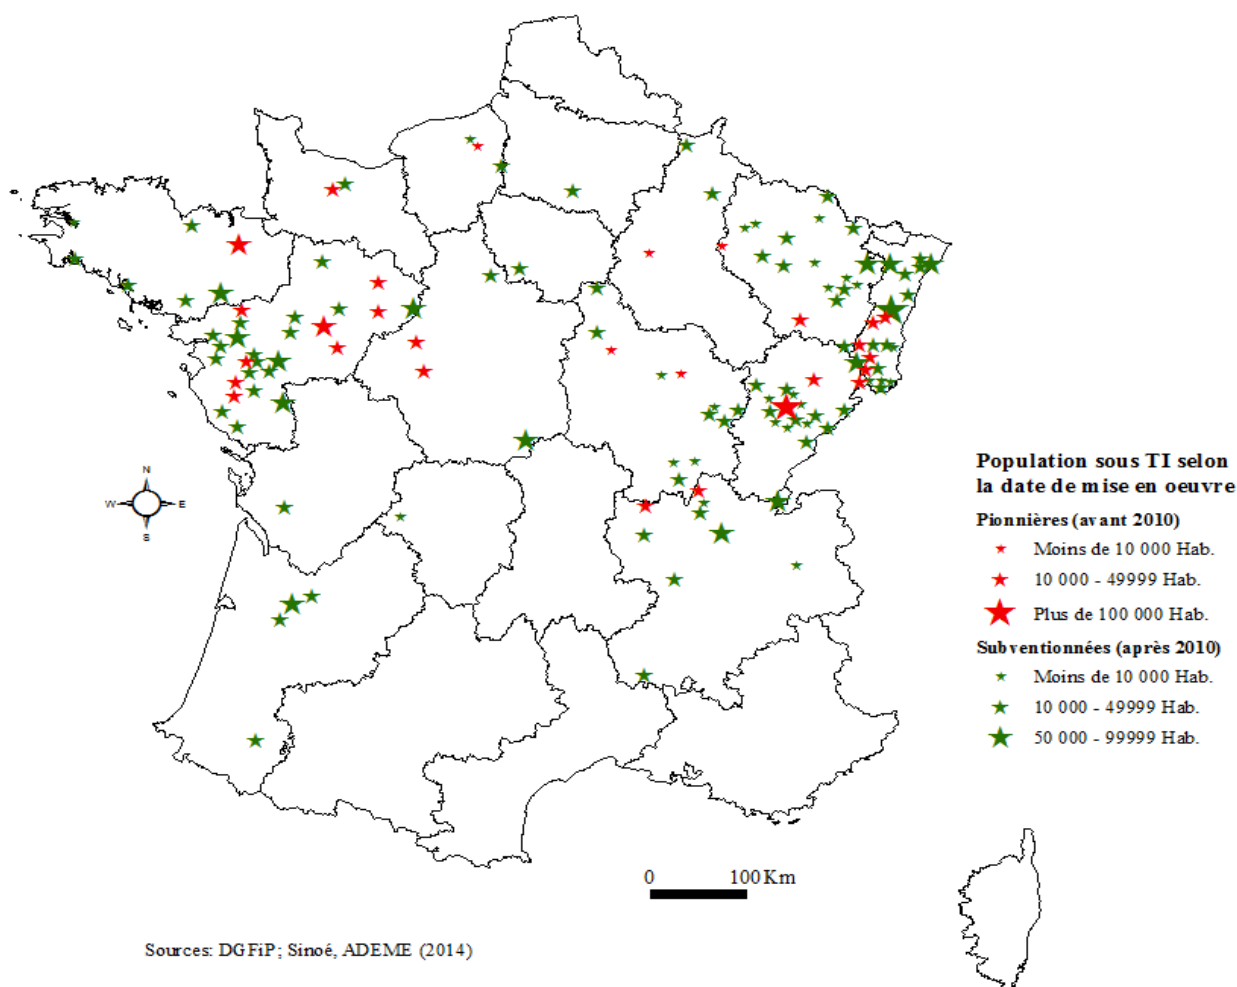 N
W
E
S
Population sous TI selon
la date de mise en oeuvre
Pionnières (avant 2010)
Moins de 10 000 Hab.
10 000 - 49999 Hab.
Plus de 100 000 Hab.
Subventionnées (après 2010)
Moins de 10 000 Hab.
10 000 - 49999 Hab.
50 000 - 99999 Hab.
0 100 Km
Sources: DGFiP; Sinoé, ADEME (2014)